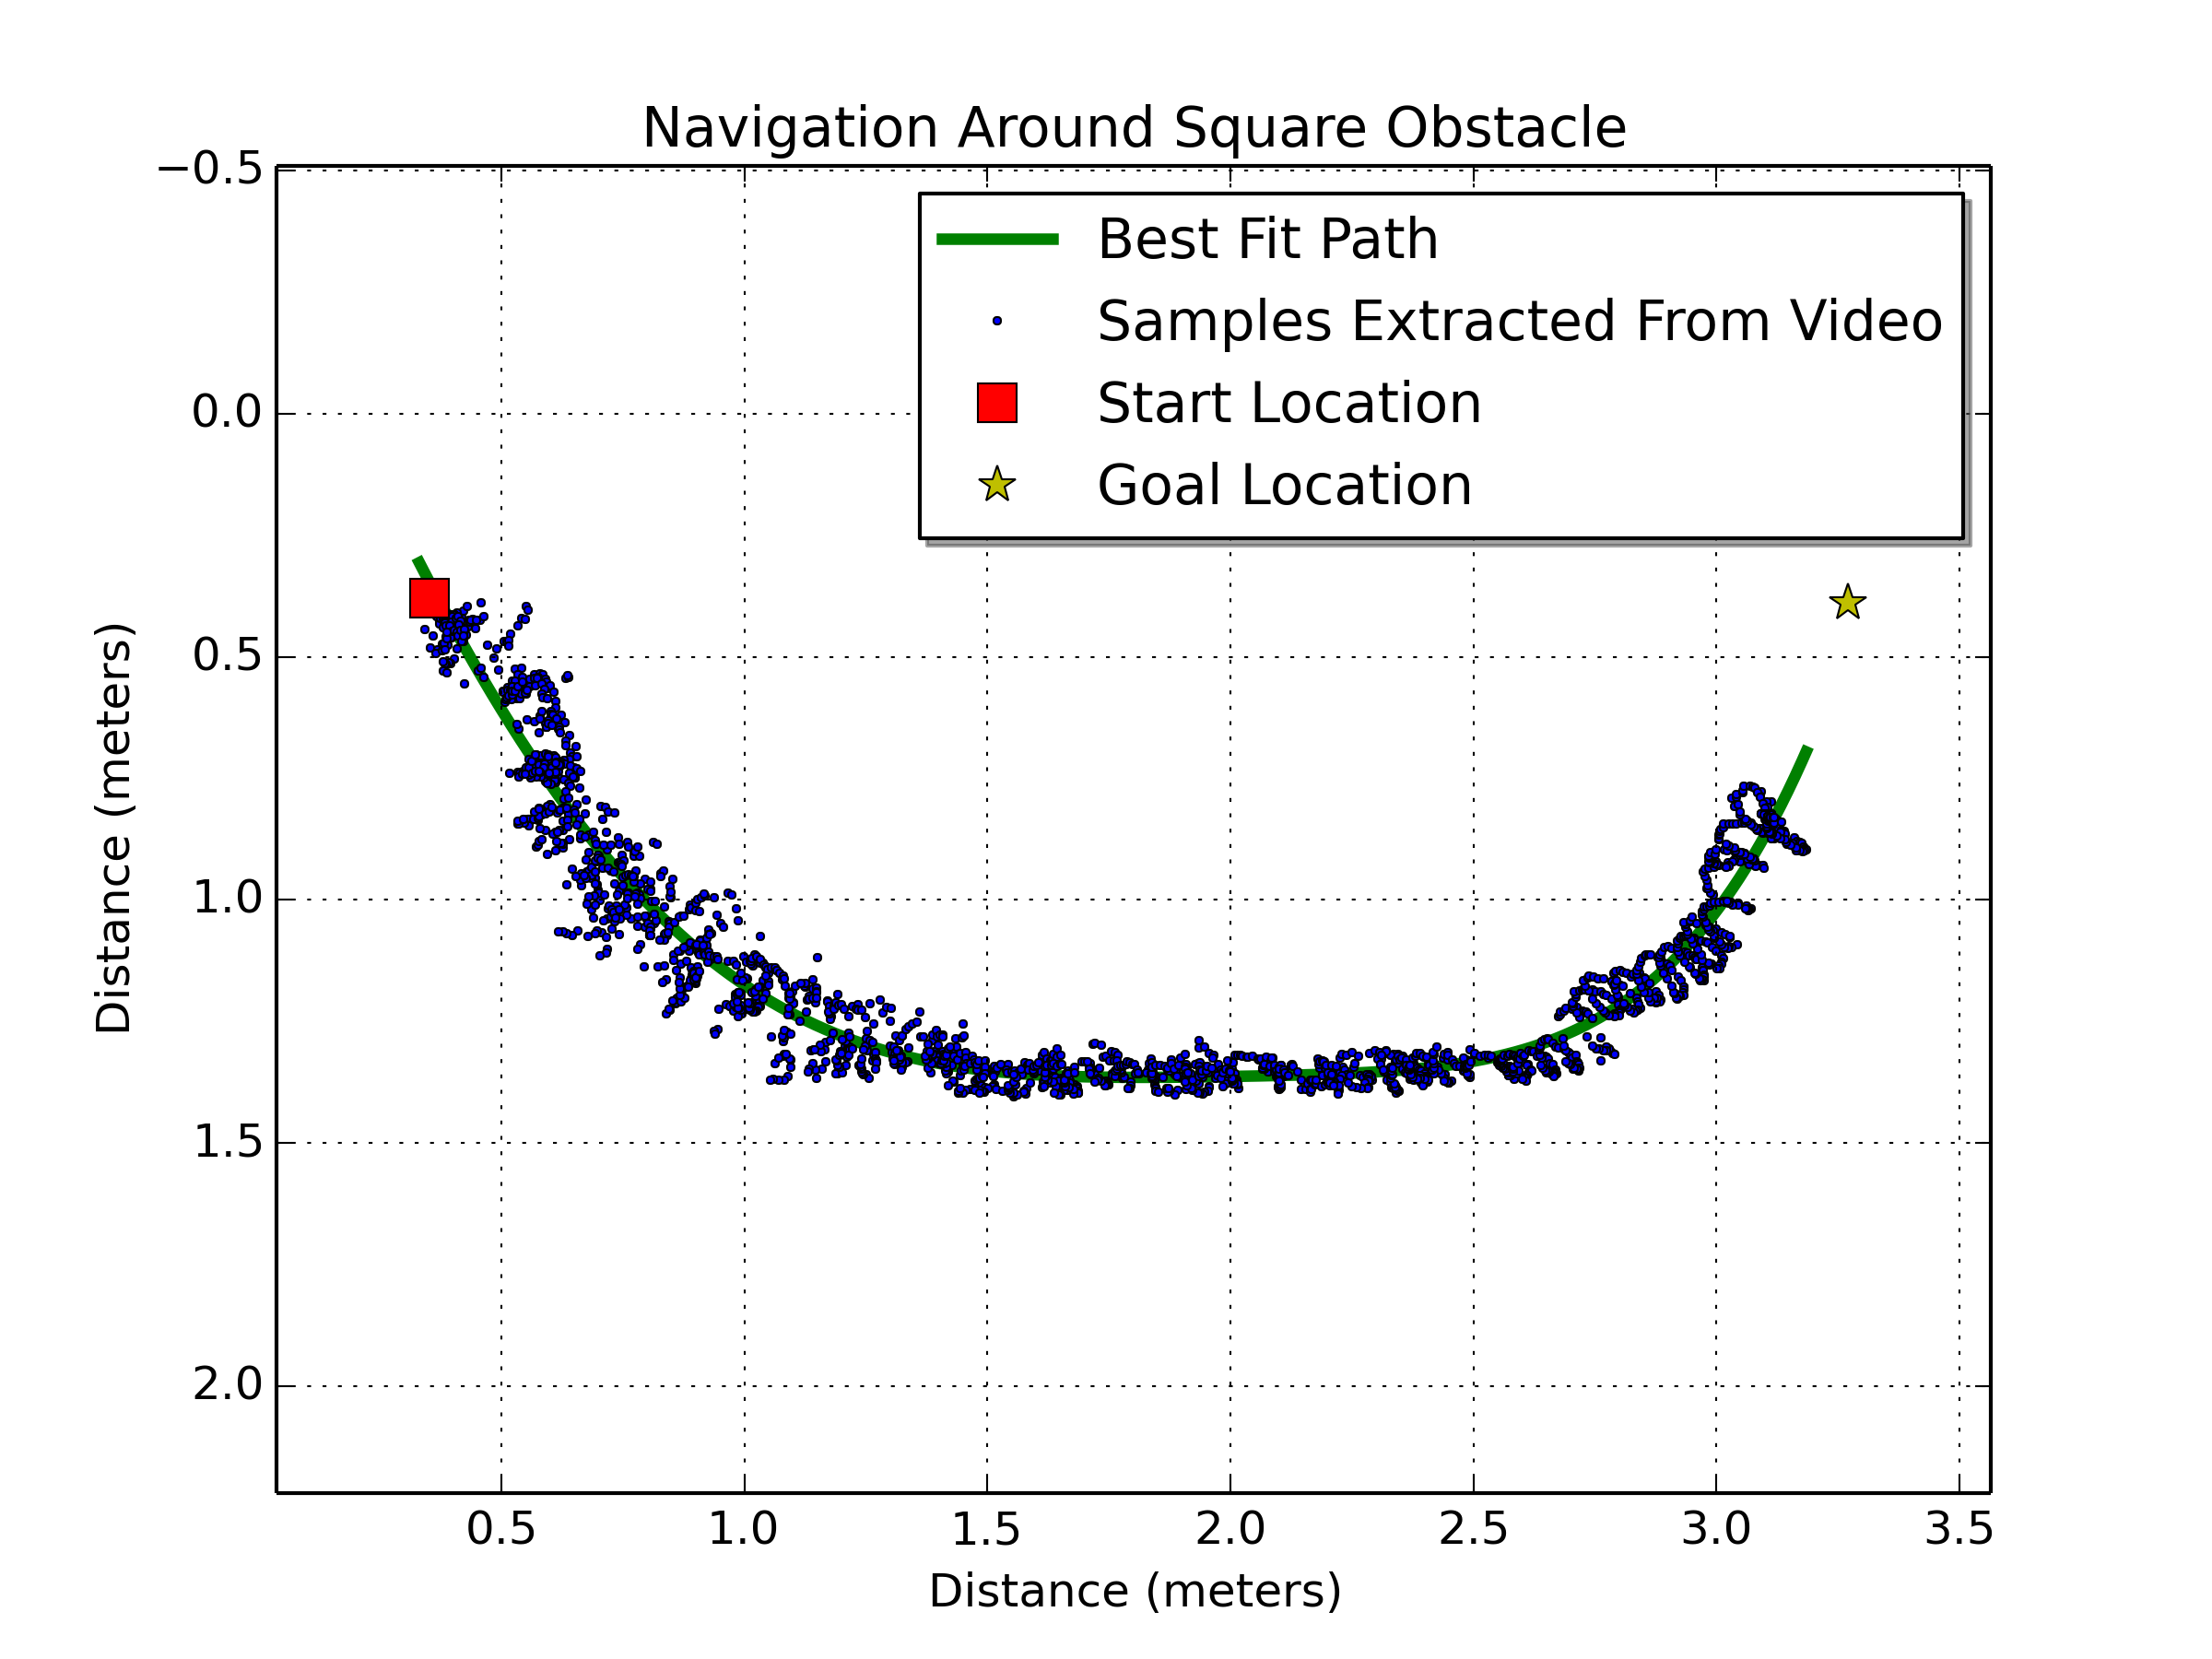 Navigation Around Square Obstacle
−0.5
0.0
0.5
1.0
1.5
2.0
Distance (meters)
Best Fit Path
Samples Extracted From Video
Start Location
Goal Location
0.5 1.0 1.5 2.0 2.5 3.0 3.5
Distance (meters)